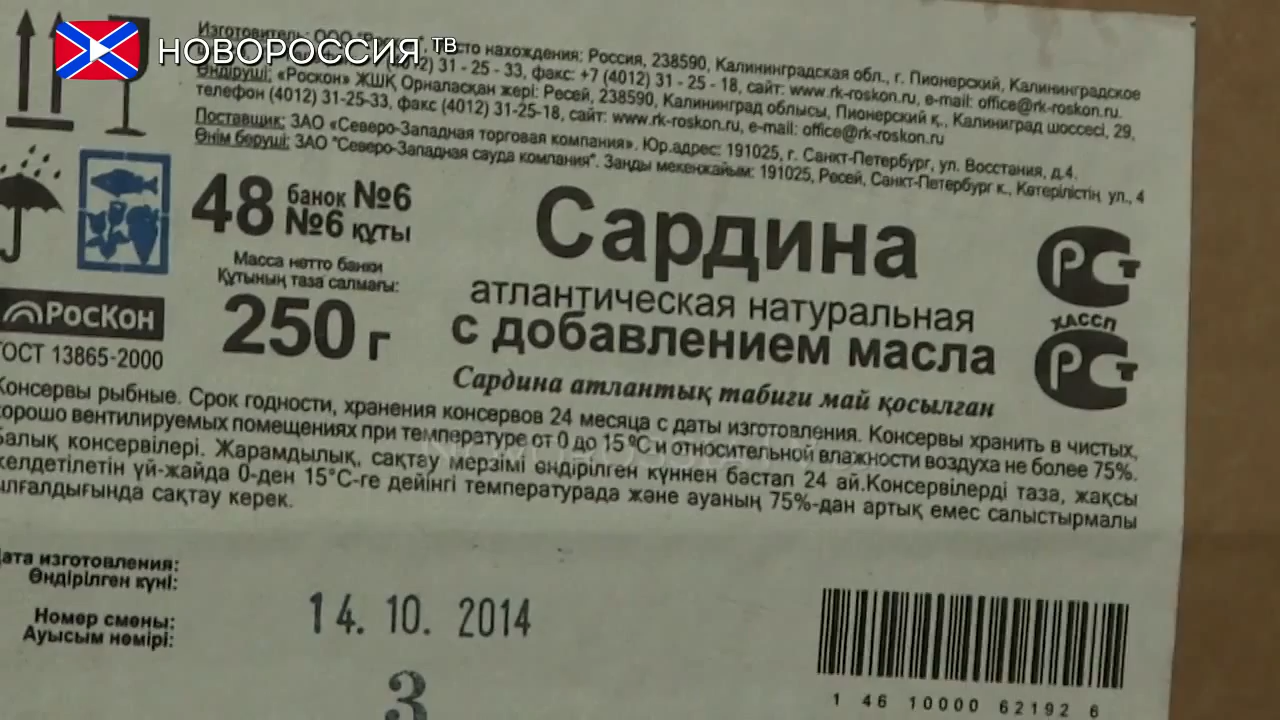 НОВОРОССИЯ ТВ
Изготовитель: ООО находения: Россия, 238590, Калининградская обл., г. Пионерский, Калининградское
31 - 25 - 33, факс: +7 (4012) 31 - 25 - 18, сайт: www.rk-roskon.ru, e-mail: office@rk-roskon.ru.
Өндіруші: «Роскон» ЖШҚ Орналасқан жері: Ресей, 238590, Калининград облысы, Пионерский қ., Калиниград шоссесі, 29,
телефон (4012) 31-25-33, факс (4012) 31-25-18, сайт: www.rk-roskon.ru, e-mail: office@rk-roskon.ru
Поставщик: ЗАО «Северо-Западная торговая компания». Юр.адрес: 191025, г. Санкт-Петербург, ул. Восстания, д.4.
Өнім беруші: ЗАО "Северо-Западная сауда компания". Заңды мекенжайым: 191025, Ресей, Санкт-Петербург к., Көтерілістің ул., 4
48 банок №6
№6 құты
Масса нетто банки
Құтының таза салмағы:
250 г
Сардина
атлантическая натуральная
с добавлением масла
Сардина атлантық табиғи май қосылған
РСТ
ХАССП
РСТ
РосКон
ГОСТ 13865-2000
Консервы рыбные. Срок годности, хранения консервов 24 месяца с даты изготовления. Консервы хранить в чистых,
хорошо вентилируемых помещениях при температуре от 0 до 15°С и относительной влажности воздуха не более 75%.
Балық консервілері. Жарамдылық, сақтау мерзімі өндірілген күннен бастап 24 ай.Консервілерді таза, жақсы
желдетілетін үй-жайда 0-ден 15°С-ге дейінгі температурада және ауаның 75%-дан артық емес салыстырмалы
ылғалдығында сақтау керек.
Дата изготовления:
Өндірілген күні:
14. 10. 2014
Номер смены:
Ауысым нөмірі:
3
1 46 10000 62192 6